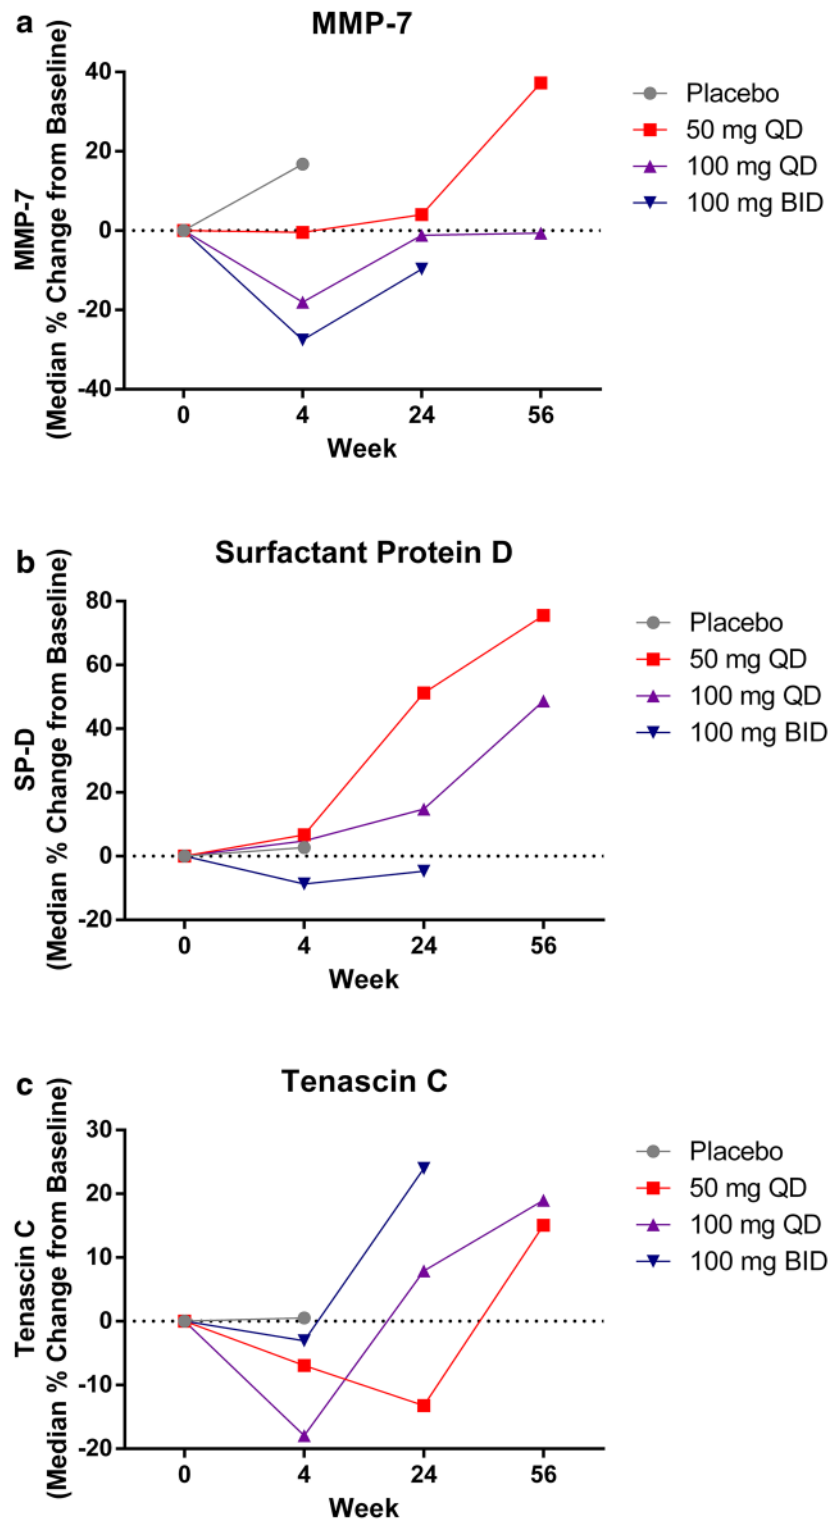 a
MMP-7
MMP-7
(Median % Change from Baseline)
40
20
0
-20
-40
0 4 24 56
Week
Placebo
50 mg QD
100 mg QD
100 mg BID
b
Surfactant Protein D
SP-D
(Median % Change from Baseline)
80
60
40
20
0
-20
0 4 24 56
Week
Placebo
50 mg QD
100 mg QD
100 mg BID
c
Tenascin C
Tenascin C
(Median % Change from Baseline)
30
20
10
0
-10
-20
0 4 24 56
Week
Placebo
50 mg QD
100 mg QD
100 mg BID